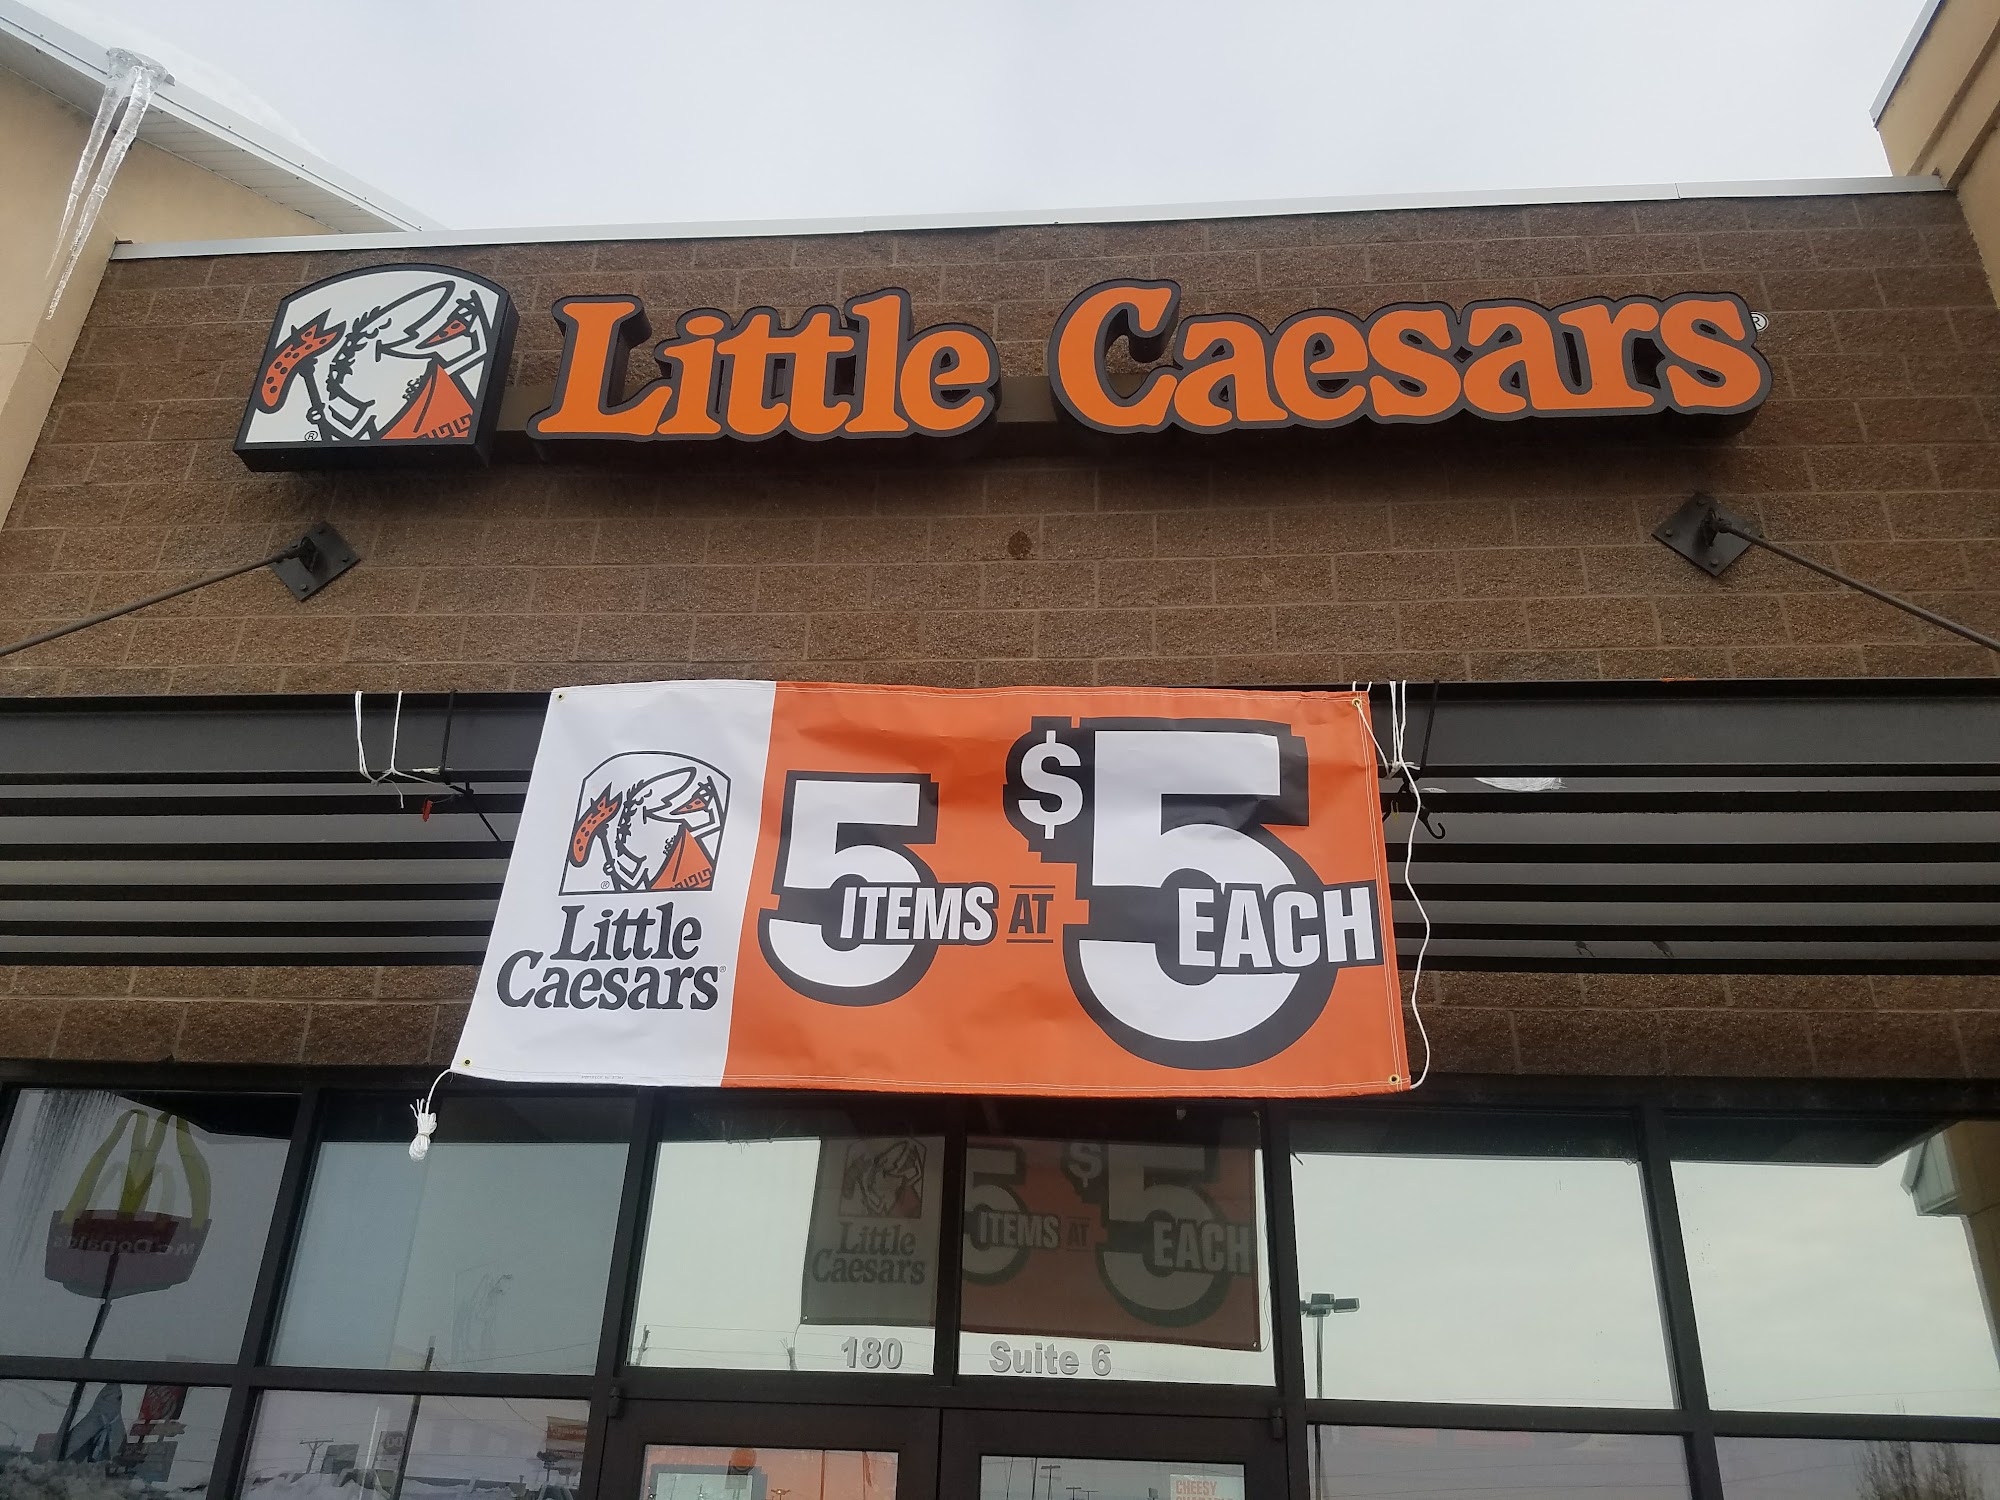 Little Caesars®
®
Little
Caesars®
5 ITEMS AT $5 EACH
McDonald's
Little
Caesars
5 ITEMS AT $5 EACH
180 Suite 6
CHEESY